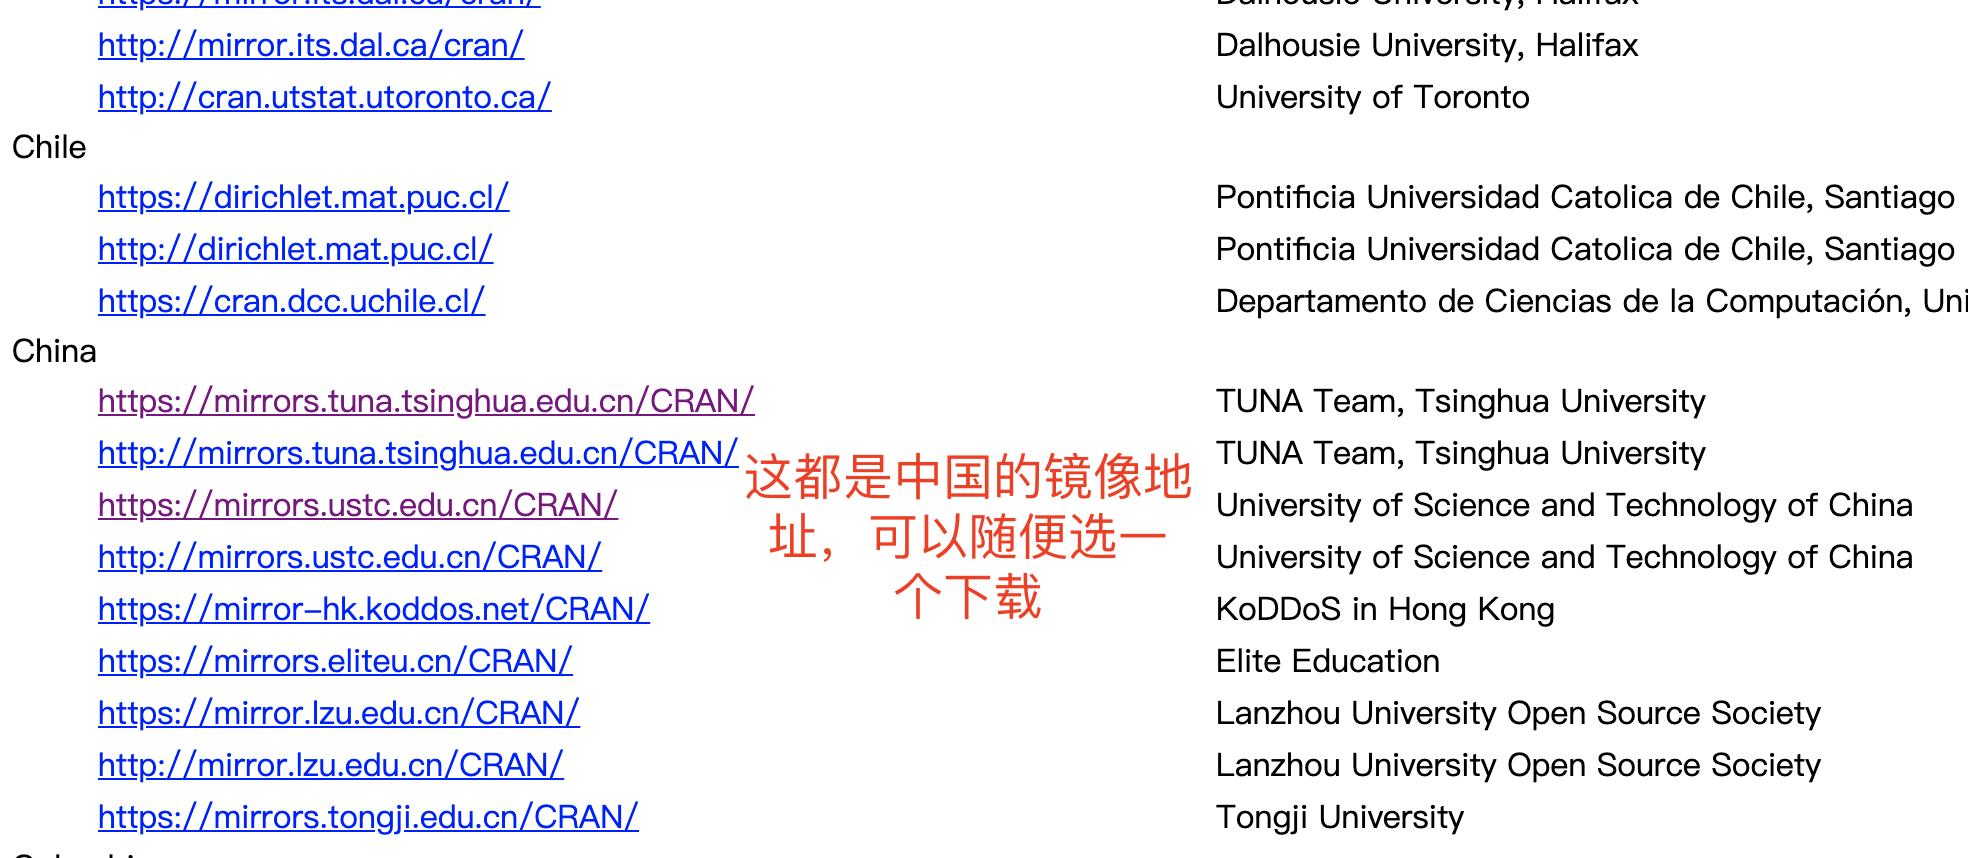 https://mirror.its.dal.ca/cran/ Dalhousie University, Halifax
http://mirror.its.dal.ca/cran/ Dalhousie University, Halifax
http://cran.utstat.utoronto.ca/ University of Toronto
Chile
https://dirichlet.mat.puc.cl/ Pontificia Universidad Catolica de Chile, Santiago
http://dirichlet.mat.puc.cl/ Pontificia Universidad Catolica de Chile, Santiago
https://cran.dcc.uchile.cl/ Departamento de Ciencias de la Computación, Uni
China
https://mirrors.tuna.tsinghua.edu.cn/CRAN/ TUNA Team, Tsinghua University
http://mirrors.tuna.tsinghua.edu.cn/CRAN/ TUNA Team, Tsinghua University
https://mirrors.ustc.edu.cn/CRAN/ University of Science and Technology of China
http://mirrors.ustc.edu.cn/CRAN/ University of Science and Technology of China
https://mirror-hk.koddos.net/CRAN/ KoDDoS in Hong Kong
https://mirrors.eliteu.cn/CRAN/ Elite Education
https://mirror.lzu.edu.cn/CRAN/ Lanzhou University Open Source Society
http://mirror.lzu.edu.cn/CRAN/ Lanzhou University Open Source Society
https://mirrors.tongji.edu.cn/CRAN/ Tongji University
这都是中国的镜像地
址，可以随便选一
个下载